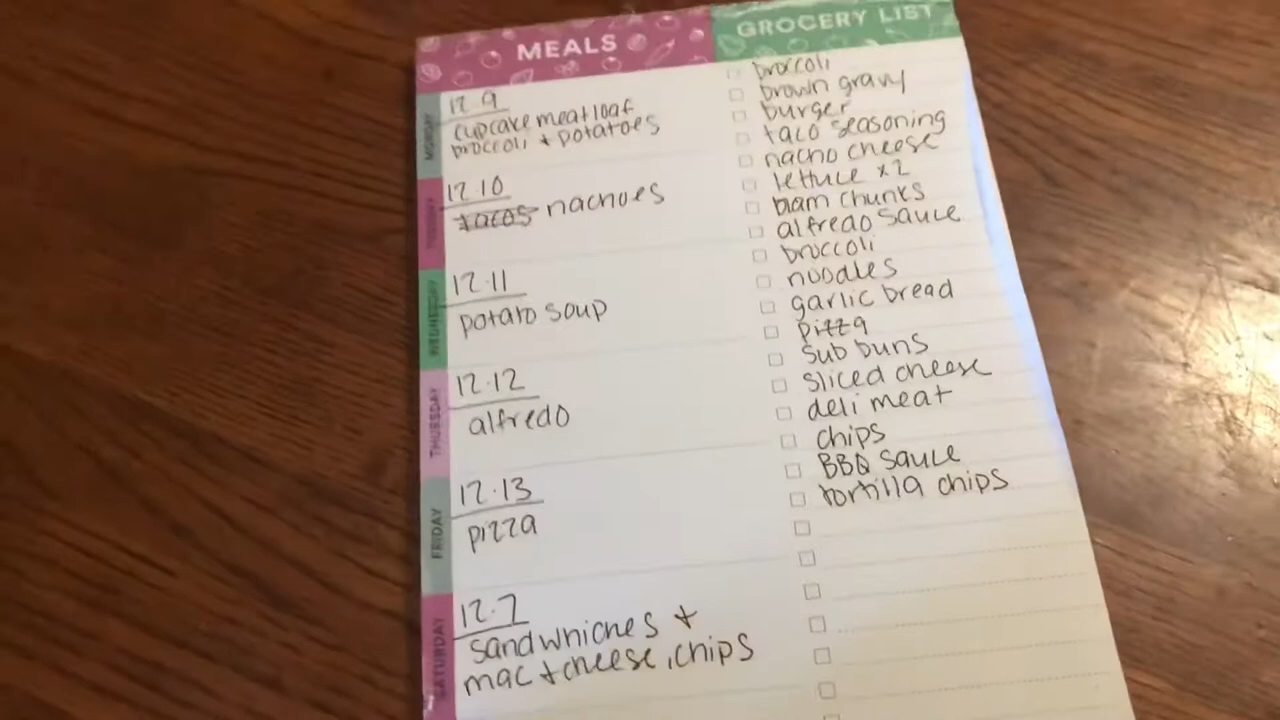 MEALS
MONDAY
12.9
cupcake meatloaf
broccoli + potatoes
TUESDAY
12.10
tacos nachoes
WEDNESDAY
12.11
potato soup
THURSDAY
12.12
alfredo
FRIDAY
12.13
pizza
SATURDAY
12.7
sandwhiches +
mac + cheese, chips
GROCERY LIST
broccoli
brown gravy
burger
taco seasoning
nacho cheese
lettuce x2
ham chunks
alfredo sauce
broccoli
noodles
garlic bread
pizza
sub buns
sliced cheese
deli meat
chips
BBQ sauce
tortilla chips